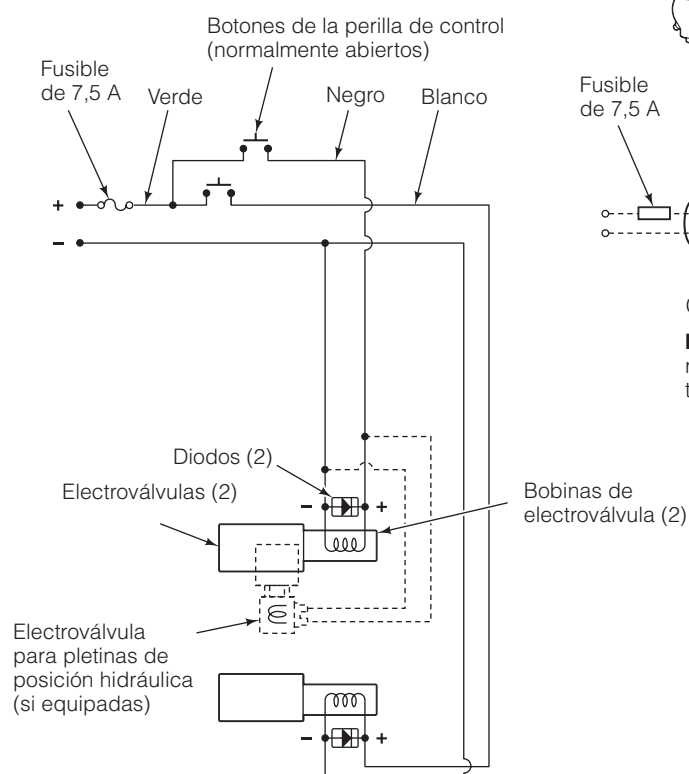 Botones de la perilla de control
(normalmente abiertos)
Fusible
de 7,5 A
Verde
Negro
Blanco
Fusible
de 7,5 A
+
–
Diodos (2)
Electroválvulas (2)
– +
Bobinas de
electroválvula (2)
Electroválvula
para pletinas de
posición hidráulica
(si equipadas)
– +